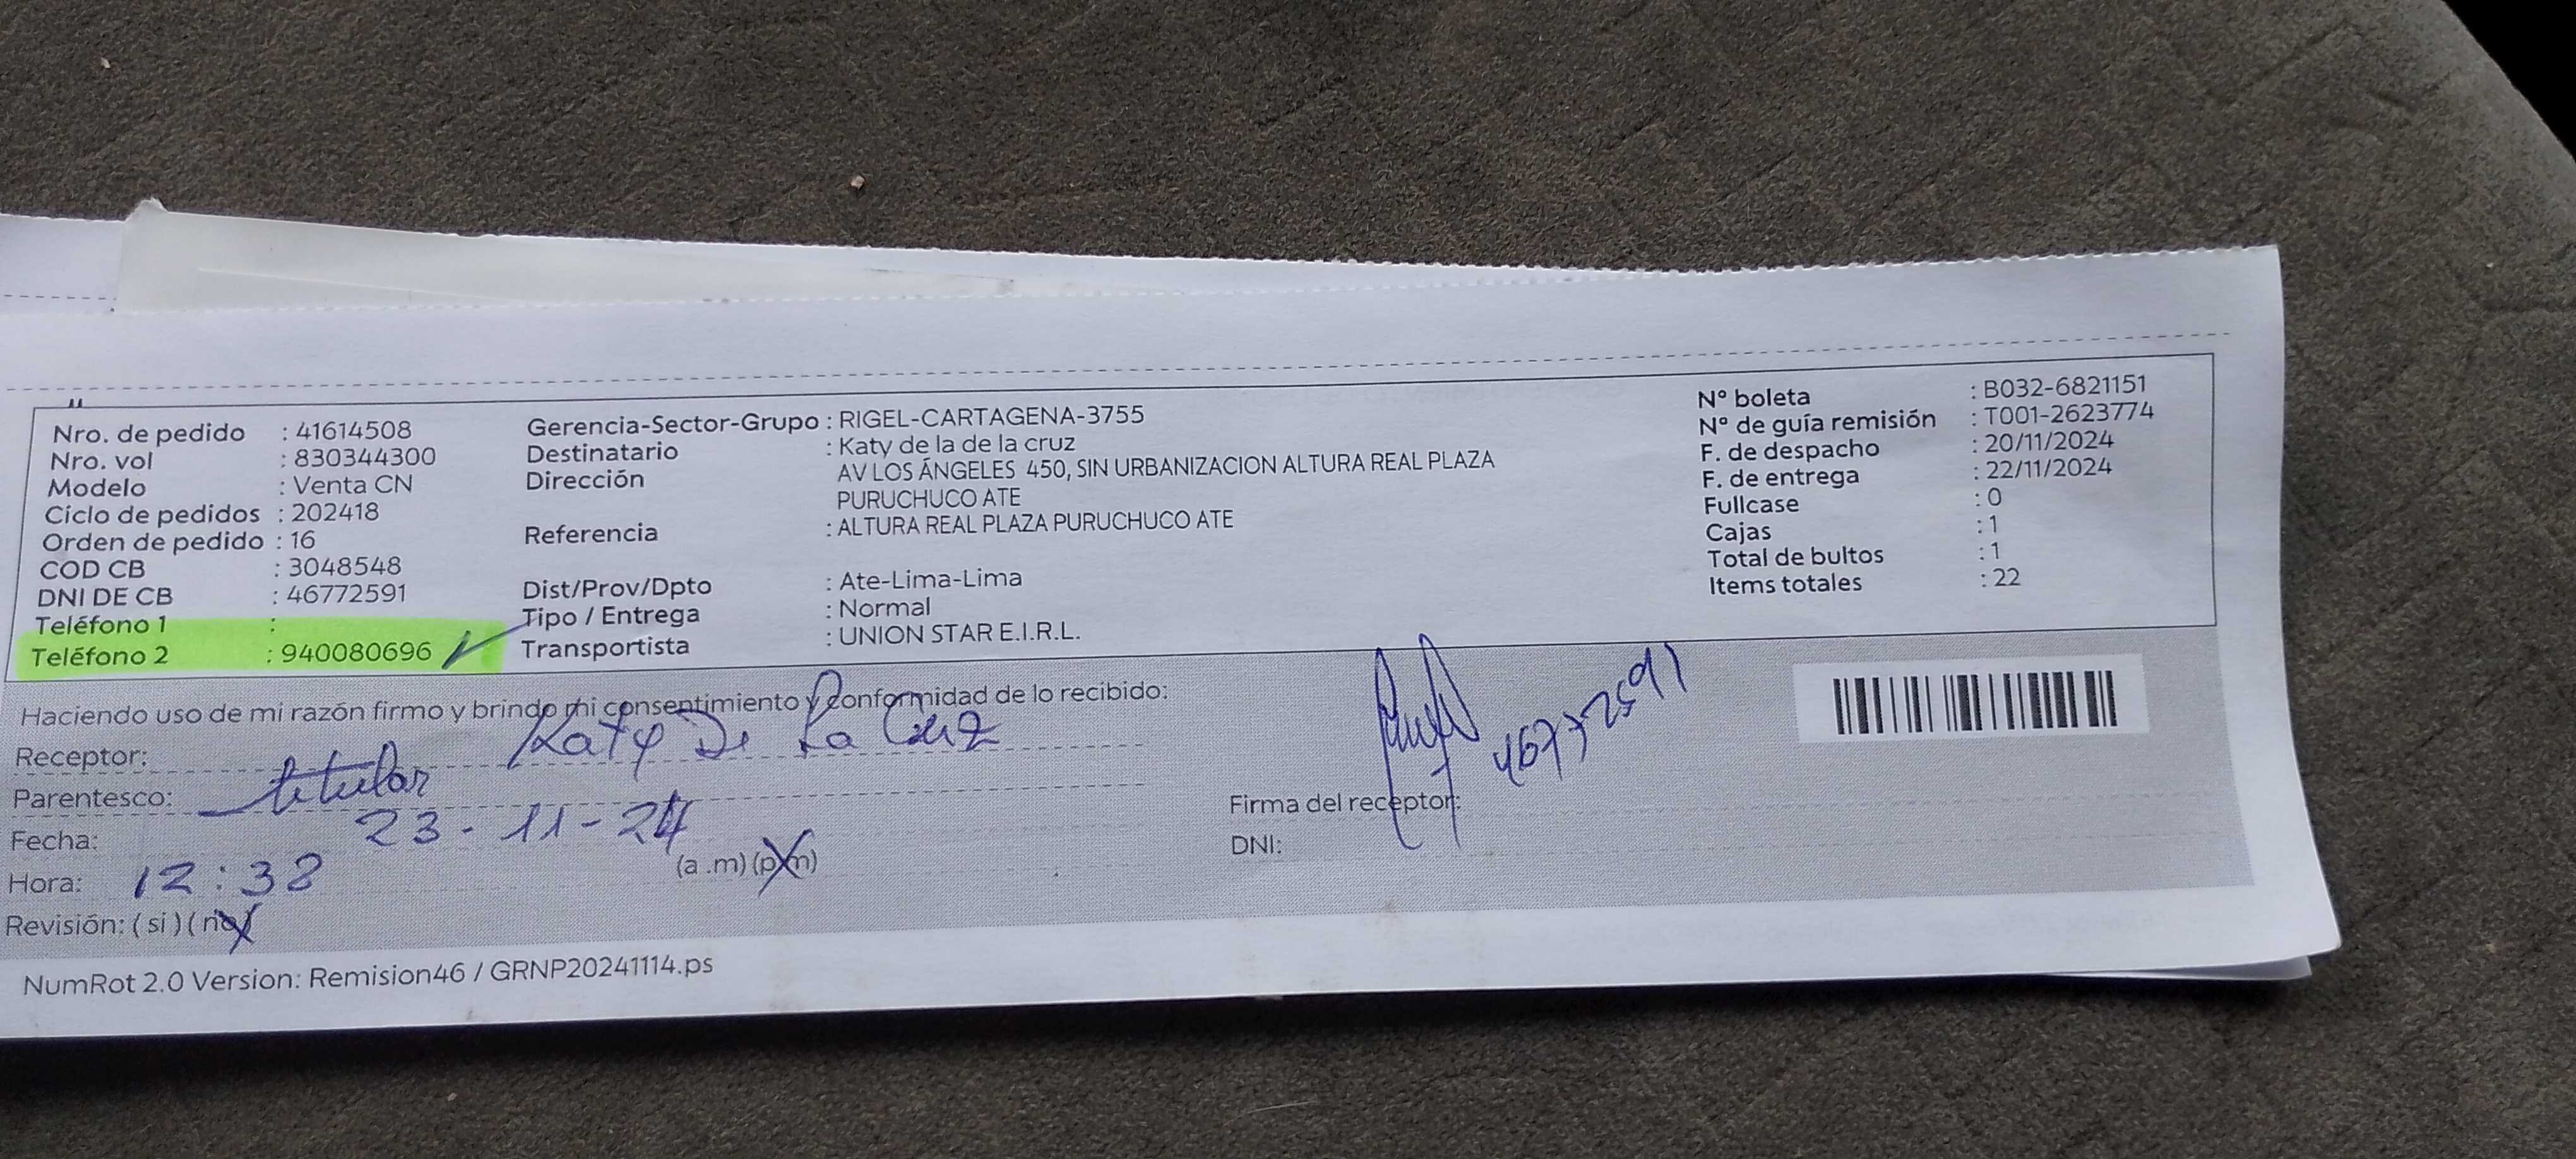 Nro. de pedido : 41614508
Nro. vol : 830344300
Modelo : Venta CN
Ciclo de pedidos : 202418
Orden de pedido : 16
COD CB : 3048548
DNI DE CB : 46772591
Teléfono 1 :
Teléfono 2 : 940080696
Gerencia-Sector-Grupo : RIGEL-CARTAGENA-3755
Destinatario : Katy de la de la cruz
Dirección AV LOS ÁNGELES 450, SIN URBANIZACION ALTURA REAL PLAZA
PURUCHUCO ATE
Referencia : ALTURA REAL PLAZA PURUCHUCO ATE
Dist/Prov/Dpto : Ate-Lima-Lima
Tipo / Entrega : Normal
Transportista : UNION STAR E.I.R.L.
N° boleta : B032-6821151
N° de guía remisión : T001-2623774
F. de despacho : 20/11/2024
F. de entrega : 22/11/2024
Fullcase : 0
Cajas : 1
Total de bultos : 1
Items totales : 22
Haciendo uso de mi razón firmo y brindo mi consentimiento y conformidad de lo recibido:
Receptor: Katy De La Cruz
Parentesco: titular
Fecha: 23-11-24
Hora: 12:38 (a .m) (p.m)
Revisión: ( si ) ( no )
46772591
Firma del receptor:
DNI:
NumRot 2.0 Version: Remision46 / GRNP20241114.ps